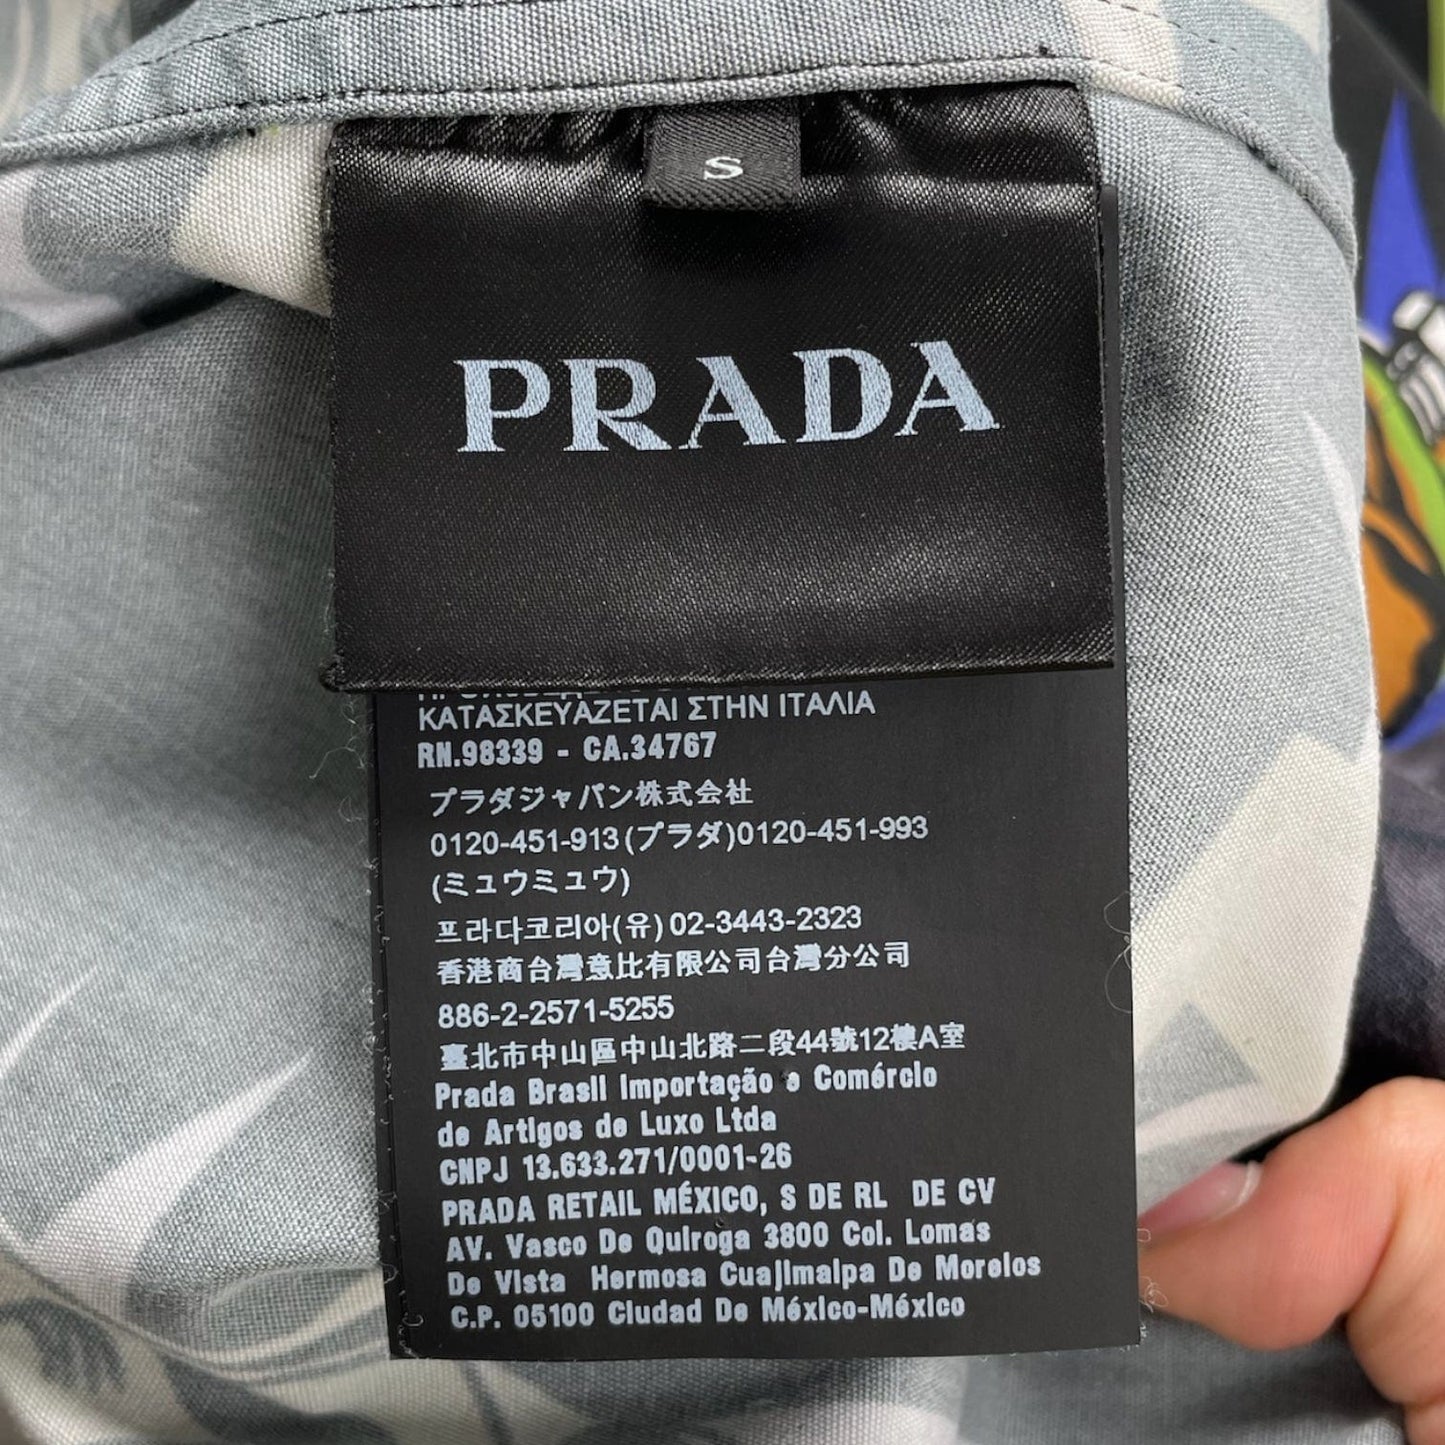 S
PRADA
ΚΑΤΑΣΚΕΥΑΖΕΤΑΙ ΣΤΗΝ ΙΤΑΛΙΑ
RN.98339 - CA.34767
プラダジャパン株式会社
0120-451-913(プラダ)0120-451-993
(ミュウミュウ)
프라다코리아(유)02-3443-2323
香港商台灣意比有限公司台灣分公司
886-2-2571-5255
臺北市中山區中山北路二段44號12樓A室
Prada Brasil Importação e Comércio
de Artigos de Luxo Ltda
CNPJ 13.633.271/0001-26
PRADA RETAIL MÉXICO, S DE RL DE CV
AV. Vasco De Quiroga 3800 Col. Lomas
De Vista Hermosa Cuajimalpa De Morelos
C.P. 05100 Ciudad De México-México